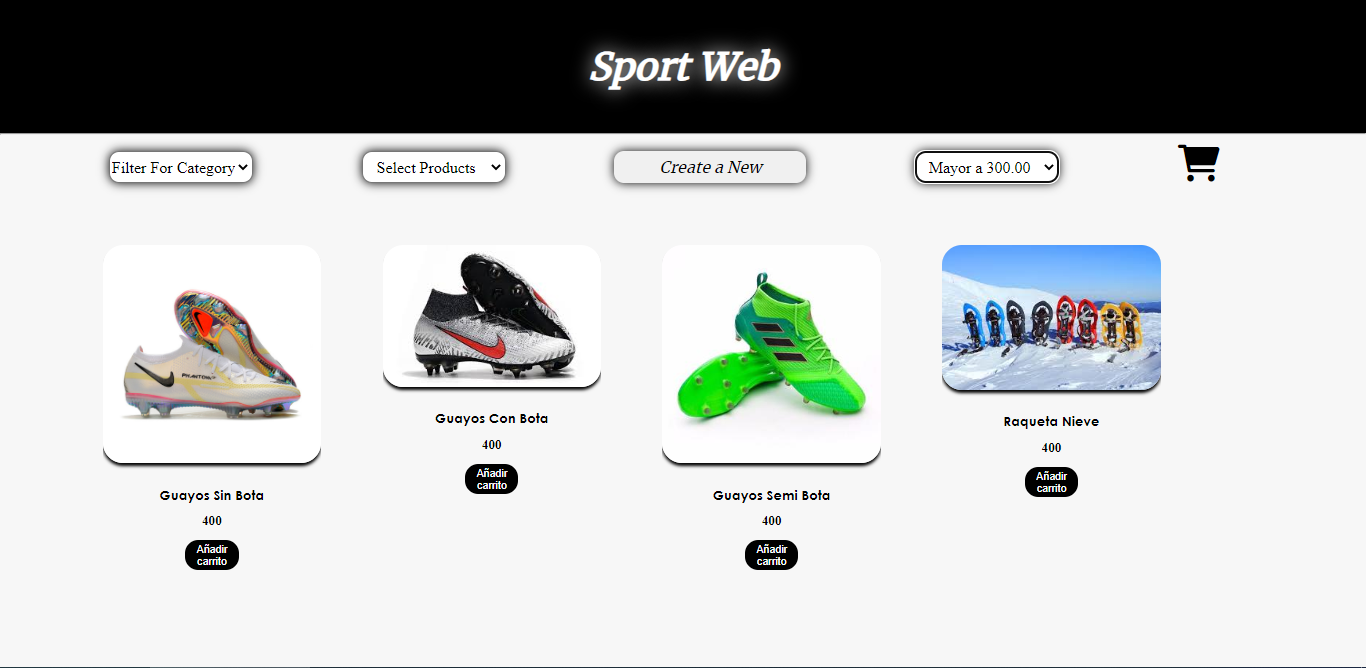 Sport Web
Filter For Category
Select Products
Create a New
Mayor a 300.00
PHANTOM
Guayos Sin Bota
400
Añadir
carrito
Guayos Con Bota
400
Añadir
carrito
Guayos Semi Bota
400
Añadir
carrito
Raqueta Nieve
400
Añadir
carrito